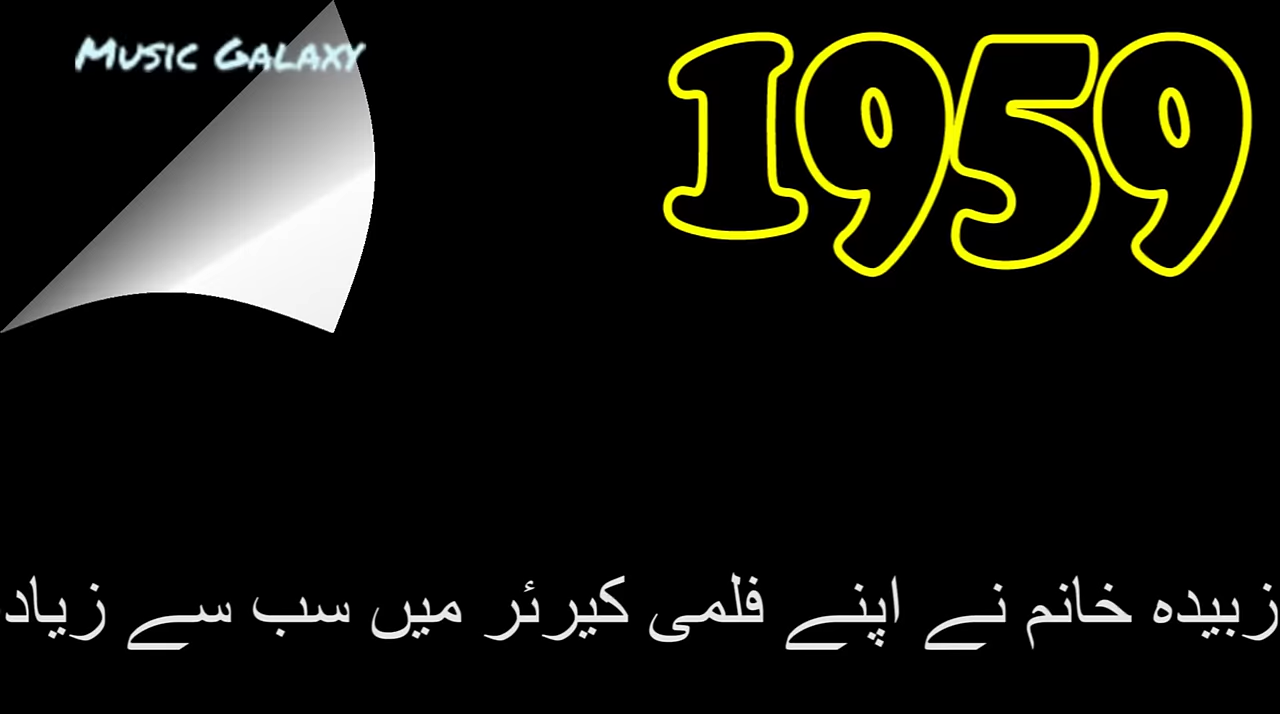 Music Galaxy
1959
زبیدہ خانم نے اپنے فلمی کیرئر میں سب سے زیاد